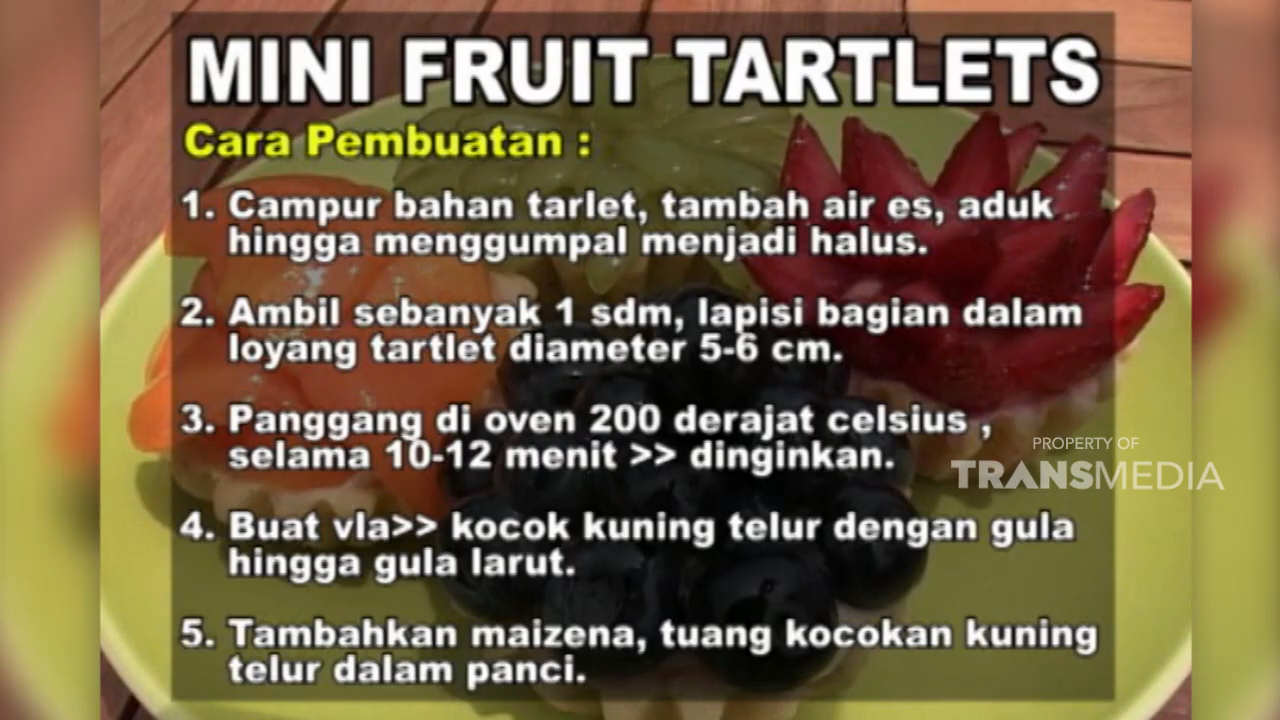 MINI FRUIT TARTLETS
Cara Pembuatan :
1. Campur bahan tarlet, tambah air es, aduk
hingga menggumpal menjadi halus.
2. Ambil sebanyak 1 sdm, lapisi bagian dalam
loyang tartlet diameter 5-6 cm.
3. Panggang di oven 200 derajat celsius ,
selama 10-12 menit >> dinginkan.
PROPERTY OF
TRANSMEDIA
4. Buat vla>> kocok kuning telur dengan gula
hingga gula larut.
5. Tambahkan maizena, tuang kocokan kuning
telur dalam panci.